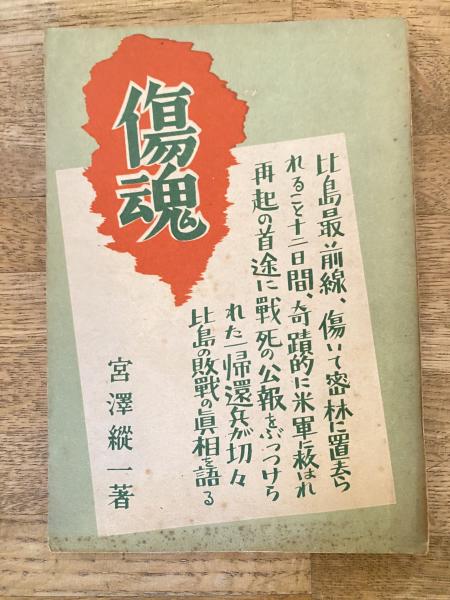 傷魂
比島最前線、傷いて密林に置去ら
れること十二日間、奇蹟的に米軍に救はれ
再起の首途に戰死の公報をぶつけら
れた一帰還兵が切々
比島の敗戰の眞相を語る
宮澤縱一著